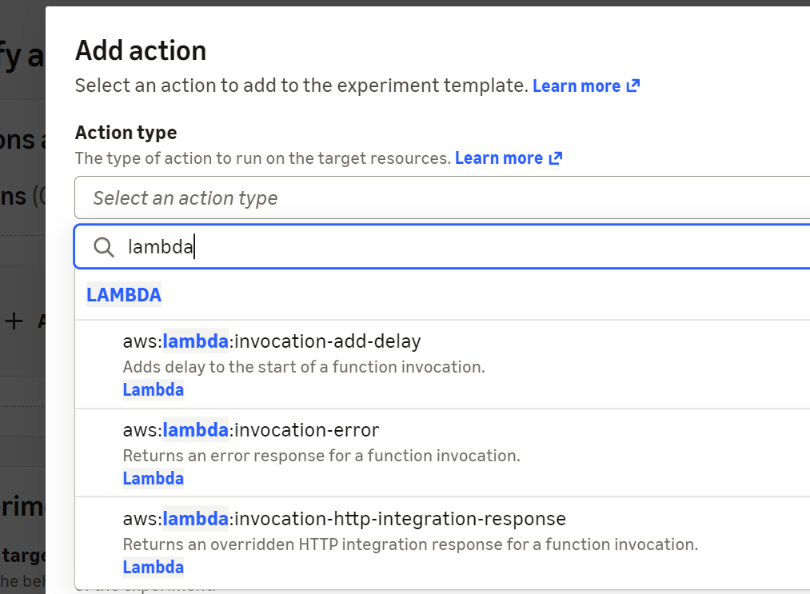 Add action
Select an action to add to the experiment template. Learn more
Action type
The type of action to run on the target resources. Learn more
Select an action type
lambda
LAMBDA
aws:lambda:invocation-add-delay
Adds delay to the start of a function invocation.
Lambda
aws:lambda:invocation-error
Returns an error response for a function invocation.
Lambda
aws:lambda:invocation-http-integration-response
Returns an overridden HTTP integration response for a function invocation.
Lambda